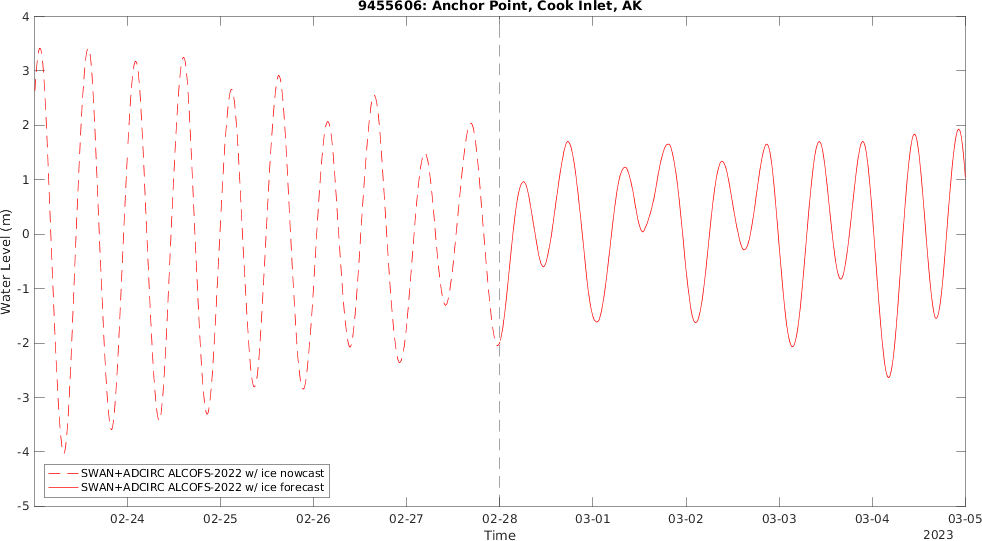 9455606: Anchor Point, Cook Inlet, AK
4
3
2
1
0
-1
-2
-3
-4
-5
Water Level (m)
SWAN+ADCIRC ALCOFS-2022 w/ ice nowcast
SWAN+ADCIRC ALCOFS-2022 w/ ice forecast
02-24 02-25 02-26 02-27 02-28 03-01 03-02 03-03 03-04 03-05
Time
2023